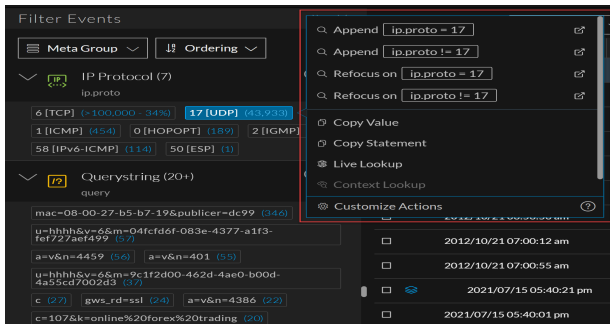 Filter Events
Meta Group
Ordering
IP Protocol (7)
ip.proto
6 [TCP] (>100,000 - 34%) 17 [UDP] (43,933)
1 [ICMP] (454) 0 [HOPOPT] (189) 2 [IGMP]
58 [IPv6-ICMP] (114) 50 [ESP] (1)
Querystring (20+)
query
mac=08-00-27-b5-b7-19&publicer=dc99 (346)
u=hhhh&v=6&m=04fcfd6f-083e-4377-a1f3-
fef727aef499 (57)
a=v&n=4459 (56) a=v&n=401 (55)
u=hhhh&v=6&m=9c1f2d00-462d-4ae0-b00d-
4a55cd7002d3 (37)
c (27) gws_rd=ssl (24) a=v&n=4386 (22)
c=107&k=online%20forex%20trading (20)
Append ip.proto = 17
Append ip.proto != 17
Refocus on ip.proto = 17
Refocus on ip.proto != 17
Copy Value
Copy Statement
Live Lookup
Context Lookup
Customize Actions
2012/10/21 07:00:12 am
2012/10/21 07:00:55 am
2021/07/15 05:40:21 pm
2021/07/15 05:40:01 pm